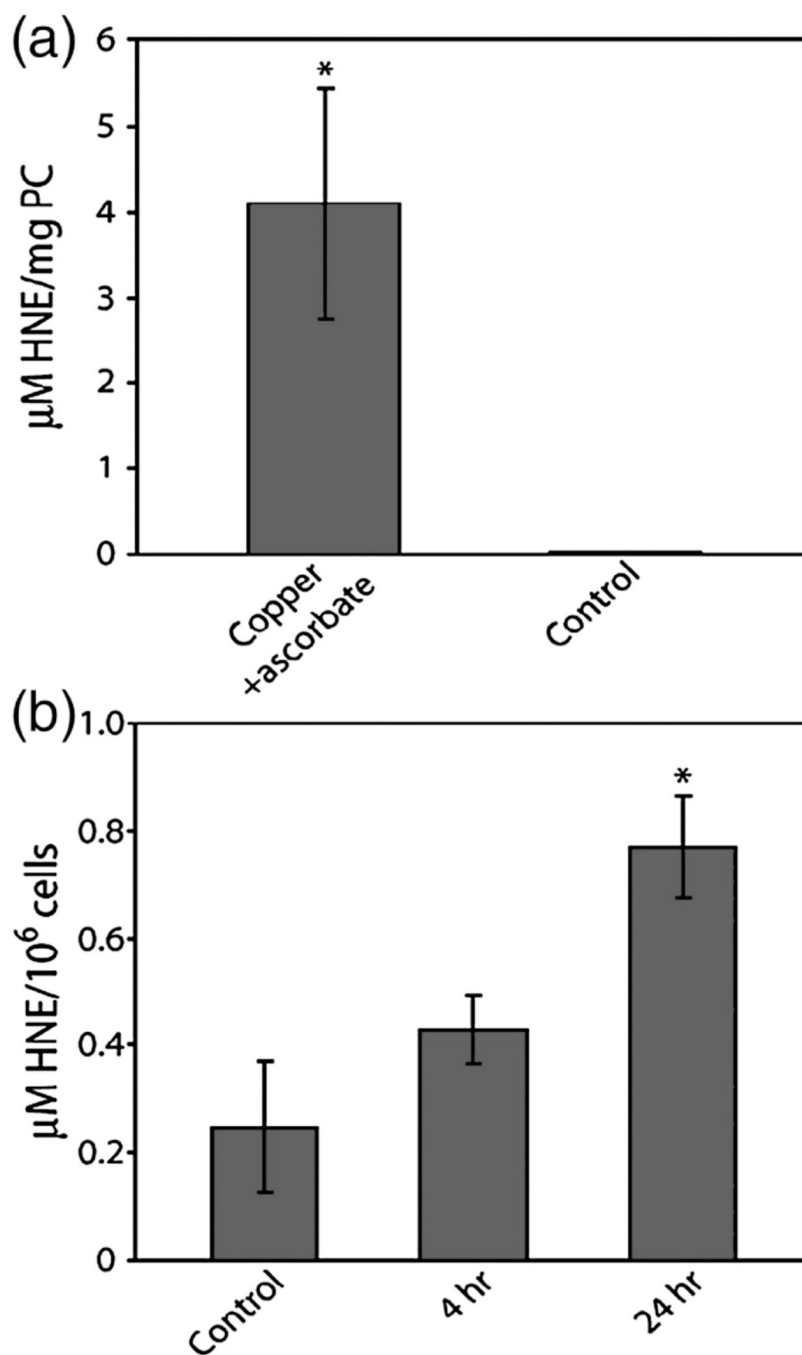 (a)
μM HNE/mg PC
6
5
4
3
2
1
0
*
Copper
+ascorbate
Control
(b)
μM HNE/10⁶ cells
1.0
0.8
0.6
0.4
0.2
0
*
Control
4 hr
24 hr